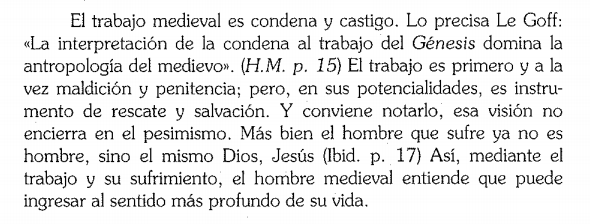 El trabajo medieval es condena y castigo. Lo precisa Le Goff:
«La interpretación de la condena al trabajo del Génesis domina la
antropología del medievo». (H.M. p. 15) El trabajo es primero y a la
vez maldición y penitencia; pero, en sus potencialidades, es instru-
mento de rescate y salvación. Y conviene notarlo, esa visión no
encierra en el pesimismo. Más bien el hombre que sufre ya no es
hombre, sino el mismo Dios, Jesús (Ibid. p. 17) Así, mediante el
trabajo y su sufrimiento, el hombre medieval entiende que puede
ingresar al sentido más profundo de su vida.